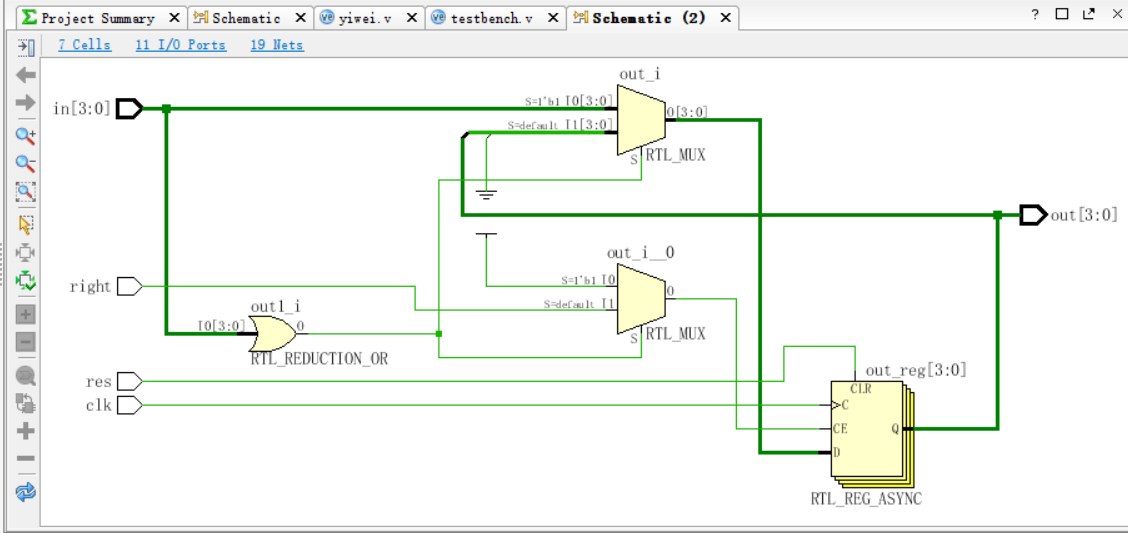 Project Summary × Schematic × yiwei.v × testbench.v × Schematic (2) ×
7 Cells 11 I/O Ports 19 Nets
out_i
in[3:0]
S=1'b1 I0[3:0]
O[3:0]
S=default I1[3:0]
S
RTL_MUX
out[3:0]
out_i__0
right
S=1'b1 I0
O
S=default I1
S
RTL_MUX
out1_i
I0[3:0]
O
RTL_REDUCTION_OR
res
clk
out_reg[3:0]
CLR
C
CE
Q
D
RTL_REG_ASYNC